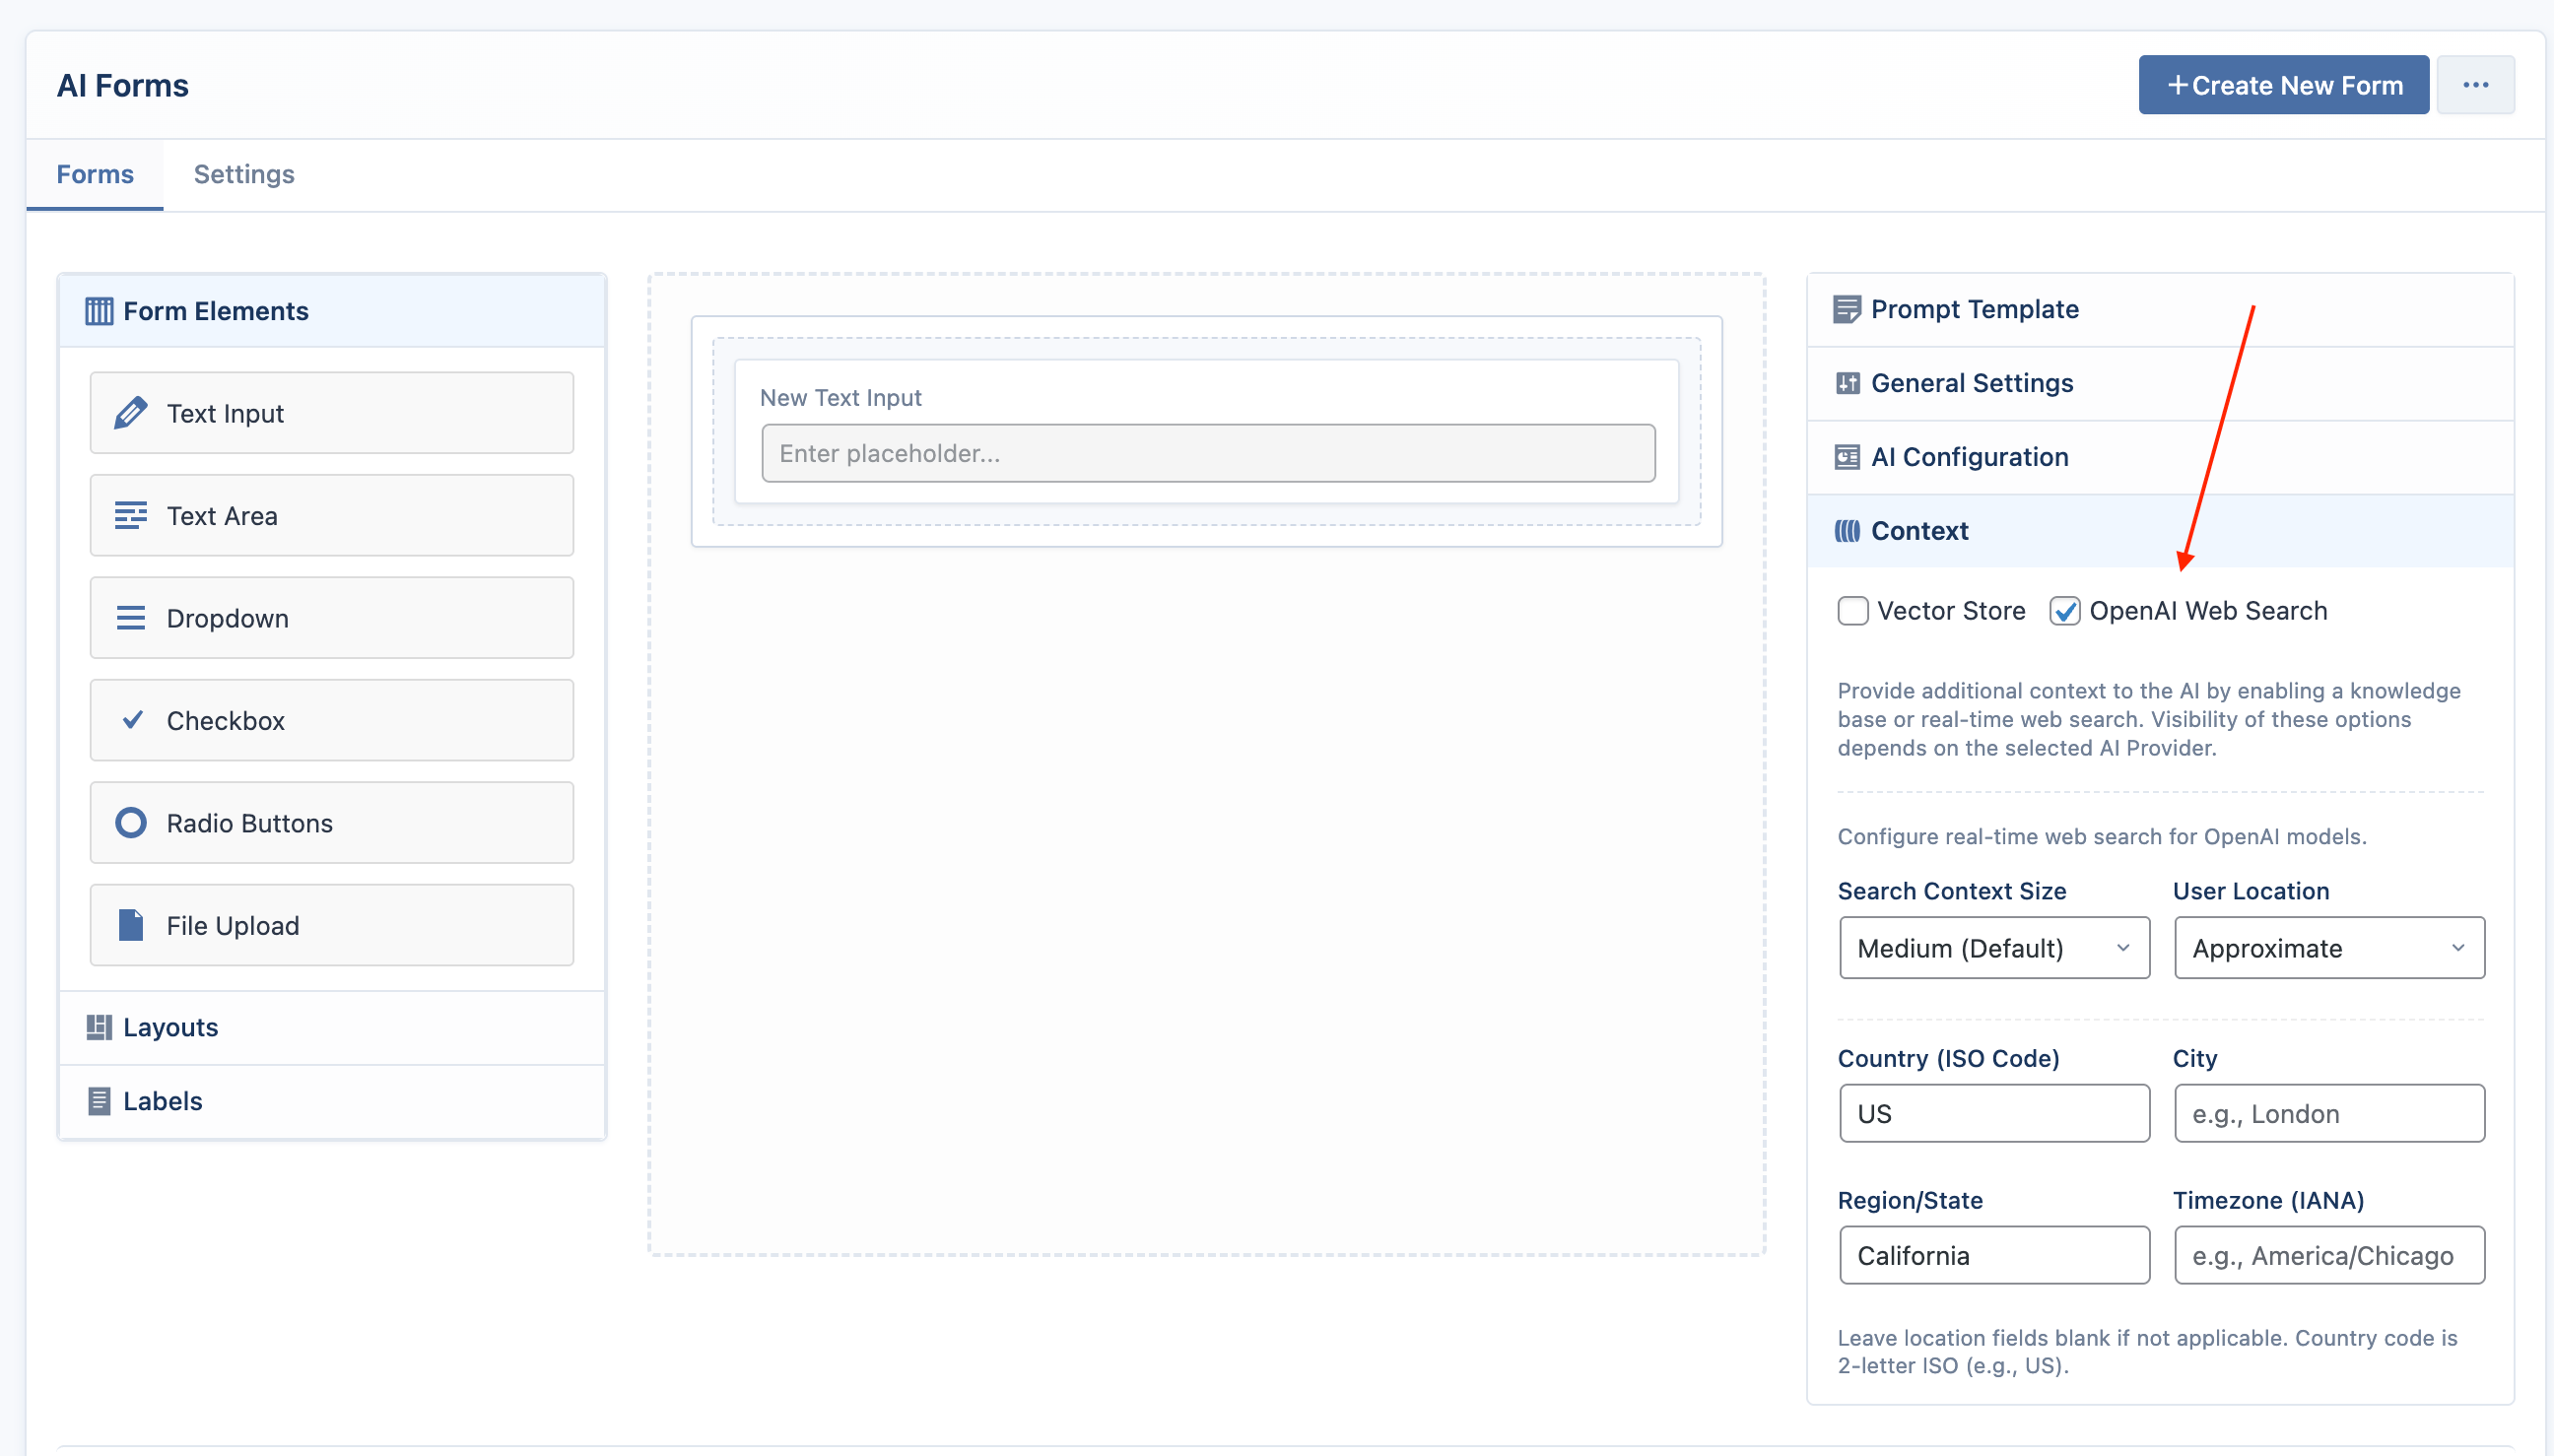 AI Forms
+Create New Form
...
Forms
Settings
Form Elements
Text Input
Text Area
Dropdown
Checkbox
Radio Buttons
File Upload
Layouts
Labels
New Text Input
Enter placeholder...
Prompt Template
General Settings
AI Configuration
Context
Vector Store
OpenAI Web Search
Provide additional context to the AI by enabling a knowledge
base or real-time web search. Visibility of these options
depends on the selected AI Provider.
Configure real-time web search for OpenAI models.
Search Context Size
User Location
Medium (Default)
Approximate
Country (ISO Code)
City
US
e.g., London
Region/State
Timezone (IANA)
California
e.g., America/Chicago
Leave location fields blank if not applicable. Country code is
2-letter ISO (e.g., US).